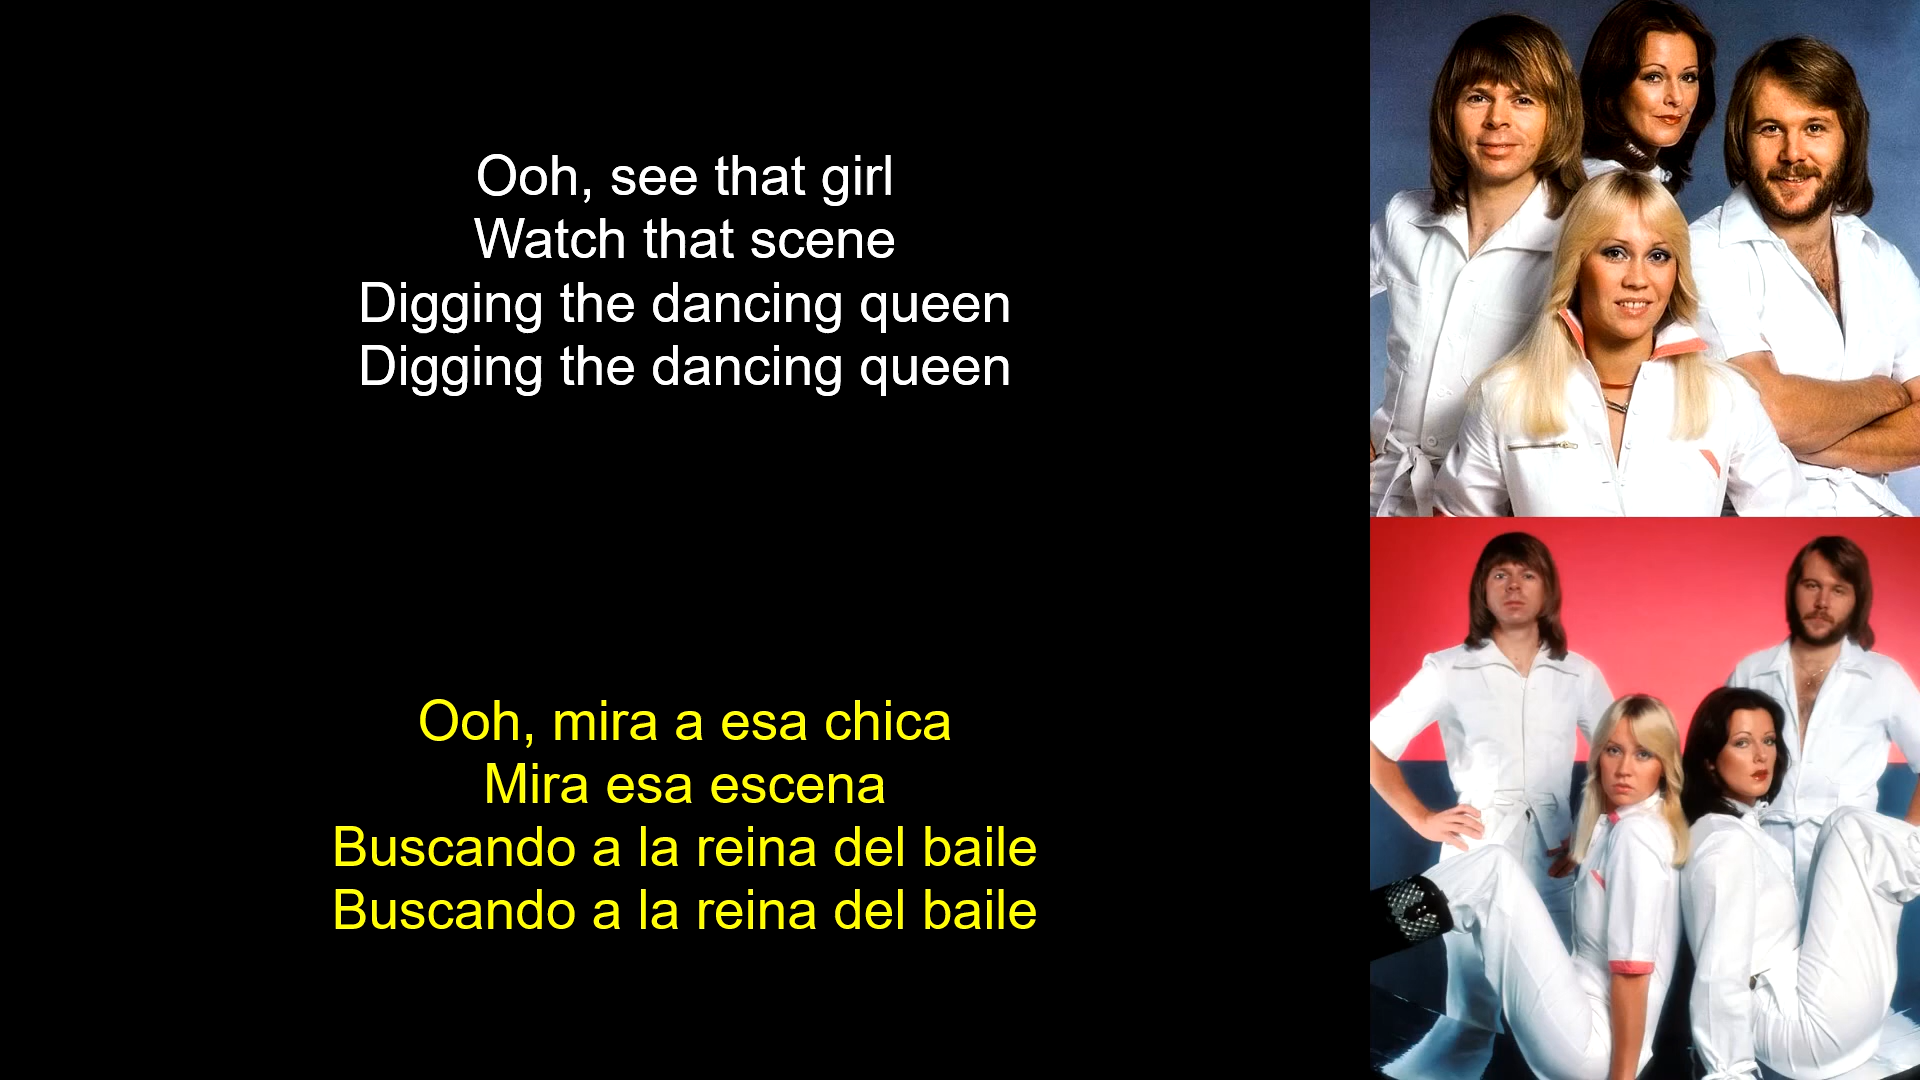 Ooh, see that girl
Watch that scene
Digging the dancing queen
Digging the dancing queen
Ooh, mira a esa chica
Mira esa escena
Buscando a la reina del baile
Buscando a la reina del baile